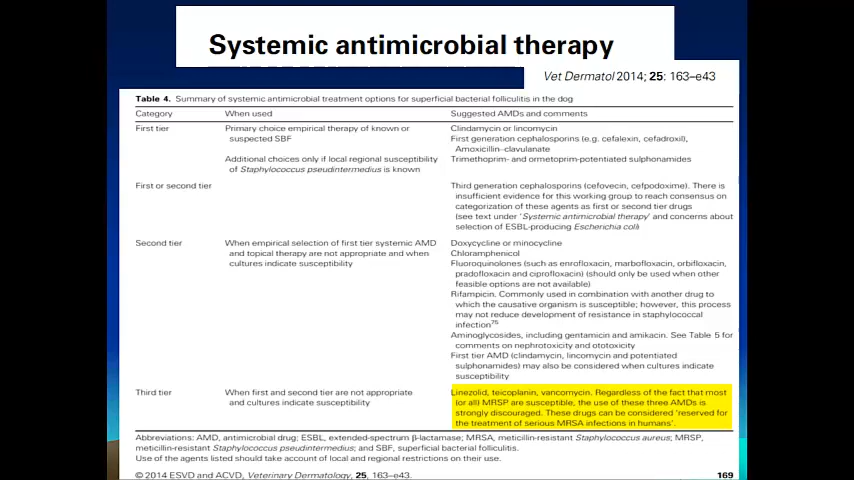 Systemic antimicrobial therapy
Vet Dermatol 2014; 25: 163–e43
Table 4. Summary of systemic antimicrobial treatment options for superficial bacterial folliculitis in the dog
Category When used Suggested AMDs and comments
First tier Primary choice empirical therapy of known or Clindamycin or lincomycin
suspected SBF First generation cephalosporins (e.g. cefalexin, cefadroxil),
Amoxicillin–clavulanate
Additional choices only if local regional susceptibility Trimethoprim- and ormetoprim-potentiated sulphonamides
of Staphylococcus pseudintermedius is known
First or second tier Third generation cephalosporins (cefovecin, cefpodoxime). There is
insufficient evidence for this working group to reach consensus on
categorization of these agents as first or second tier drugs
(see text under ‘Systemic antimicrobial therapy’ and concerns about
selection of ESBL-producing Escherichia coli)
Second tier When empirical selection of first tier systemic AMD Doxycycline or minocycline
and topical therapy are not appropriate and when Chloramphenicol
cultures indicate susceptibility Fluoroquinolones (such as enrofloxacin, marbofloxacin, orbifloxacin,
pradofloxacin and ciprofloxacin) (should only be used when other
feasible options are not available)
Rifampicin. Commonly used in combination with another drug to
which the causative organism is susceptible; however, this process
may not reduce development of resistance in staphylococcal
infection75
Aminoglycosides, including gentamicin and amikacin. See Table 5 for
comments on nephrotoxicity and ototoxicity
First tier AMD (clindamycin, lincomycin and potentiated
sulphonamides) may also be considered when cultures indicate
susceptibility
Third tier When first and second tier are not appropriate Linezolid, teicoplanin, vancomycin. Regardless of the fact that most
and cultures indicate susceptibility (or all) MRSP are susceptible, the use of these three AMDs is
strongly discouraged. These drugs can be considered ‘reserved for
the treatment of serious MRSA infections in humans’.
Abbreviations: AMD, antimicrobial drug; ESBL, extended-spectrum β-lactamase; MRSA, meticillin-resistant Staphylococcus aureus; MRSP,
meticillin-resistant Staphylococcus pseudintermedius; and SBF, superficial bacterial folliculitis.
Use of the agents listed should take account of local and regional restrictions on their use.
© 2014 ESVD and ACVD, Veterinary Dermatology, 25, 163–e43. 169